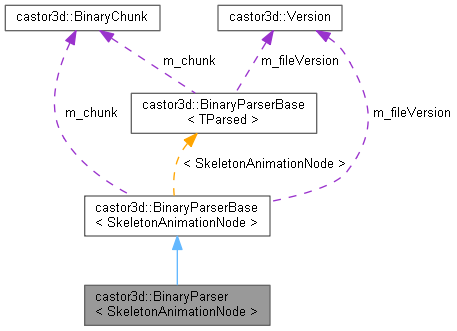 castor3d::BinaryChunk
castor3d::Version
m_chunk
m_fileVersion
m_chunk
castor3d::BinaryParserBase
< TParsed >
m_fileVersion
< SkeletonAnimationNode >
castor3d::BinaryParserBase
< SkeletonAnimationNode >
castor3d::BinaryParser
< SkeletonAnimationNode >